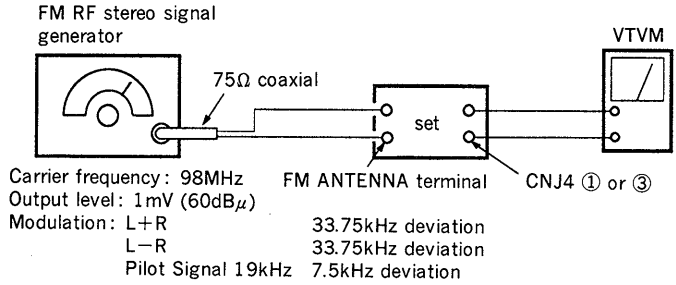 FM RF stereo signal
generator
VTVM
75Ω coaxial
set
Carrier frequency: 98MHz
FM ANTENNA terminal
CNJ4 ① or ③
Output level: 1mV (60dBμ)
Modulation: L+R 33.75kHz deviation
L−R 33.75kHz deviation
Pilot Signal 19kHz 7.5kHz deviation